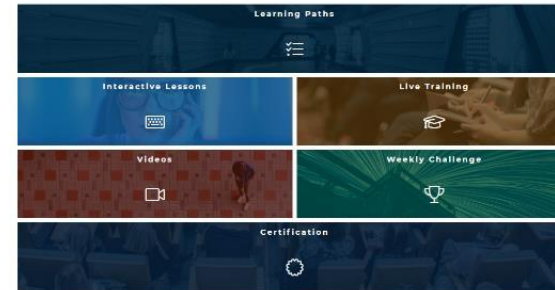 Learning Paths
Interactive Lessons
Live Training
Videos
Weekly Challenge
Certification